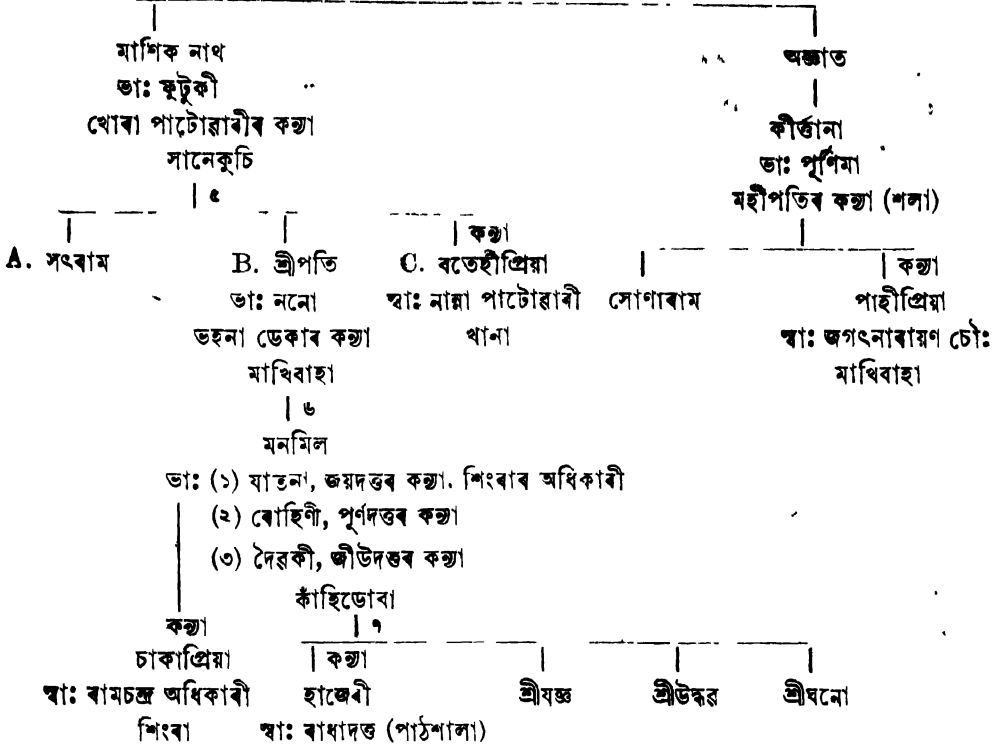 মাশিক নাথ
ভা: ফুটুকী
খোৰা পাটোৱাৰীৰ কন্যা
সানেকুচি
৫
অজ্ঞাত
কীৰ্ত্তানা
ভা: পূৰ্ণিমা
মহীপতিৰ কন্যা (শলা)
A. সৎৰাম
B. শ্ৰীপতি
ভা: ননো
ভহনা ডেকাৰ কন্যা
মাথিবাহা
কন্যা
C. বতেহীপ্ৰিয়া
স্বা: নান্না পাটোৱাৰী
থানা
সোণাৰাম
কন্যা
পাহীপ্ৰিয়া
স্বা: জগৎনাৰায়ণ চৌ:
মাথিবাহা
৬
মনমিল
ভা: (১) যাতনা, জয়দত্তৰ কন্যা. শিংৰাৰ অধিকাৰী
(২) ৰোহিণী, পূৰ্ণদত্তৰ কন্যা
(৩) দৈৱকী, জীউদত্তৰ কন্যা
কাঁহিডোবা
৭
কন্যা
চাকাপ্ৰিয়া
স্বা: ৰামচন্দ্ৰ অধিকাৰী
শিংৰা
কন্যা
হাজেৰী
স্বা: ৰাধাদত্ত (পাঠশালা)
শ্ৰীযজ্ঞ
শ্ৰীউদ্ধৱ
শ্ৰীঘনো